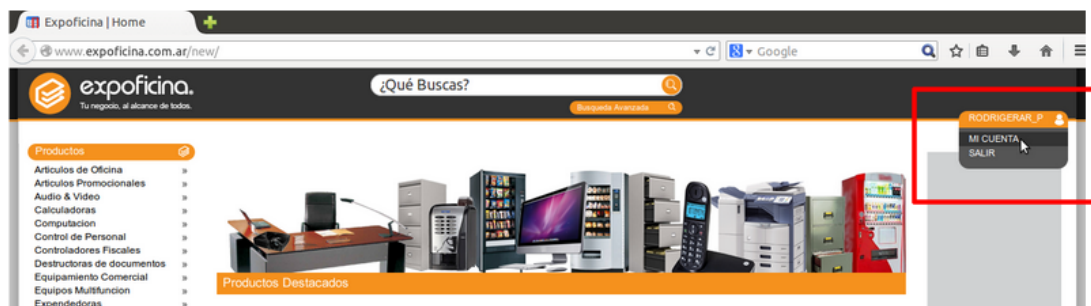 Expoficina | Home
www.expoficina.com.ar/new/
Google
expoficina.
Tu negocio, al alcance de todos.
¿Qué Buscas?
Busqueda Avanzada
RODRIGERAR_P
MI CUENTA
SALIR
Productos
Articulos de Oficina
Articulos Promocionales
Audio & Video
Calculadoras
Computacion
Control de Personal
Controladores Fiscales
Destructoras de documentos
Equipamiento Comercial
Equipos Multifuncion
Expendedoras
Productos Destacados